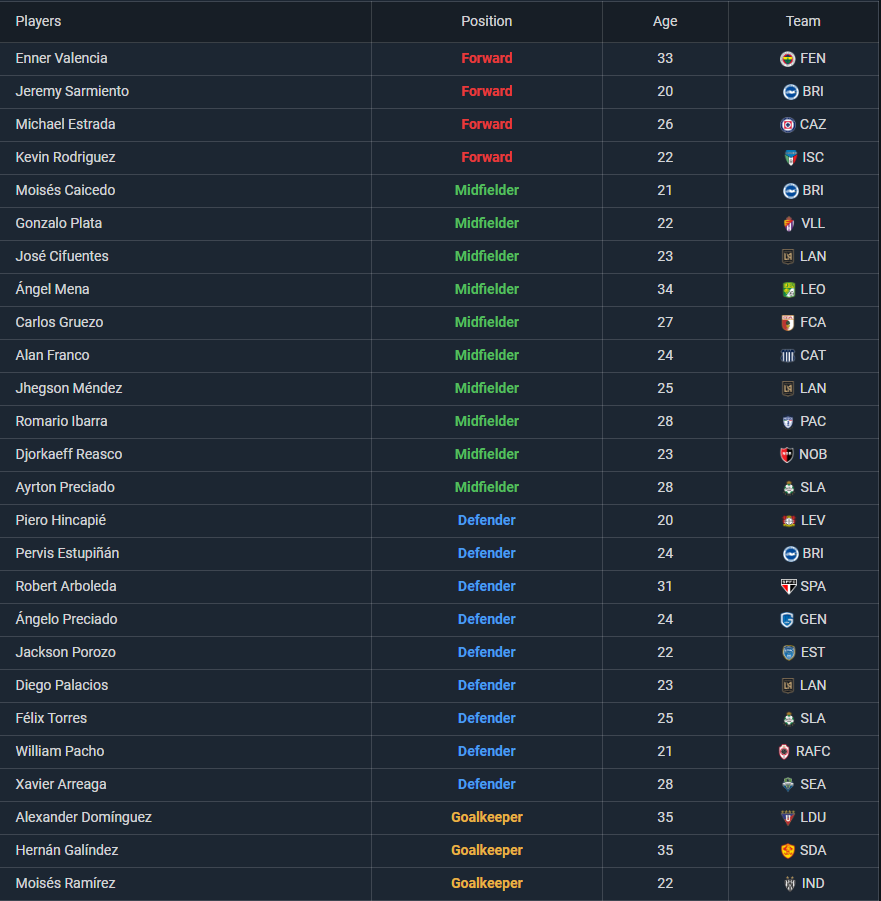 Players Position Age Team
Enner Valencia Forward 33 FEN
Jeremy Sarmiento Forward 20 BRI
Michael Estrada Forward 26 CAZ
Kevin Rodriguez Forward 22 ISC
Moisés Caicedo Midfielder 21 BRI
Gonzalo Plata Midfielder 22 VLL
José Cifuentes Midfielder 23 LAN
Ángel Mena Midfielder 34 LEO
Carlos Gruezo Midfielder 27 FCA
Alan Franco Midfielder 24 CAT
Jhegson Méndez Midfielder 25 LAN
Romario Ibarra Midfielder 28 PAC
Djorkaeff Reasco Midfielder 23 NOB
Ayrton Preciado Midfielder 28 SLA
Piero Hincapié Defender 20 LEV
Pervis Estupiñán Defender 24 BRI
Robert Arboleda Defender 31 SPA
Ángelo Preciado Defender 24 GEN
Jackson Porozo Defender 22 EST
Diego Palacios Defender 23 LAN
Félix Torres Defender 25 SLA
William Pacho Defender 21 RAFC
Xavier Arreaga Defender 28 SEA
Alexander Domínguez Goalkeeper 35 LDU
Hernán Galíndez Goalkeeper 35 SDA
Moisés Ramírez Goalkeeper 22 IND